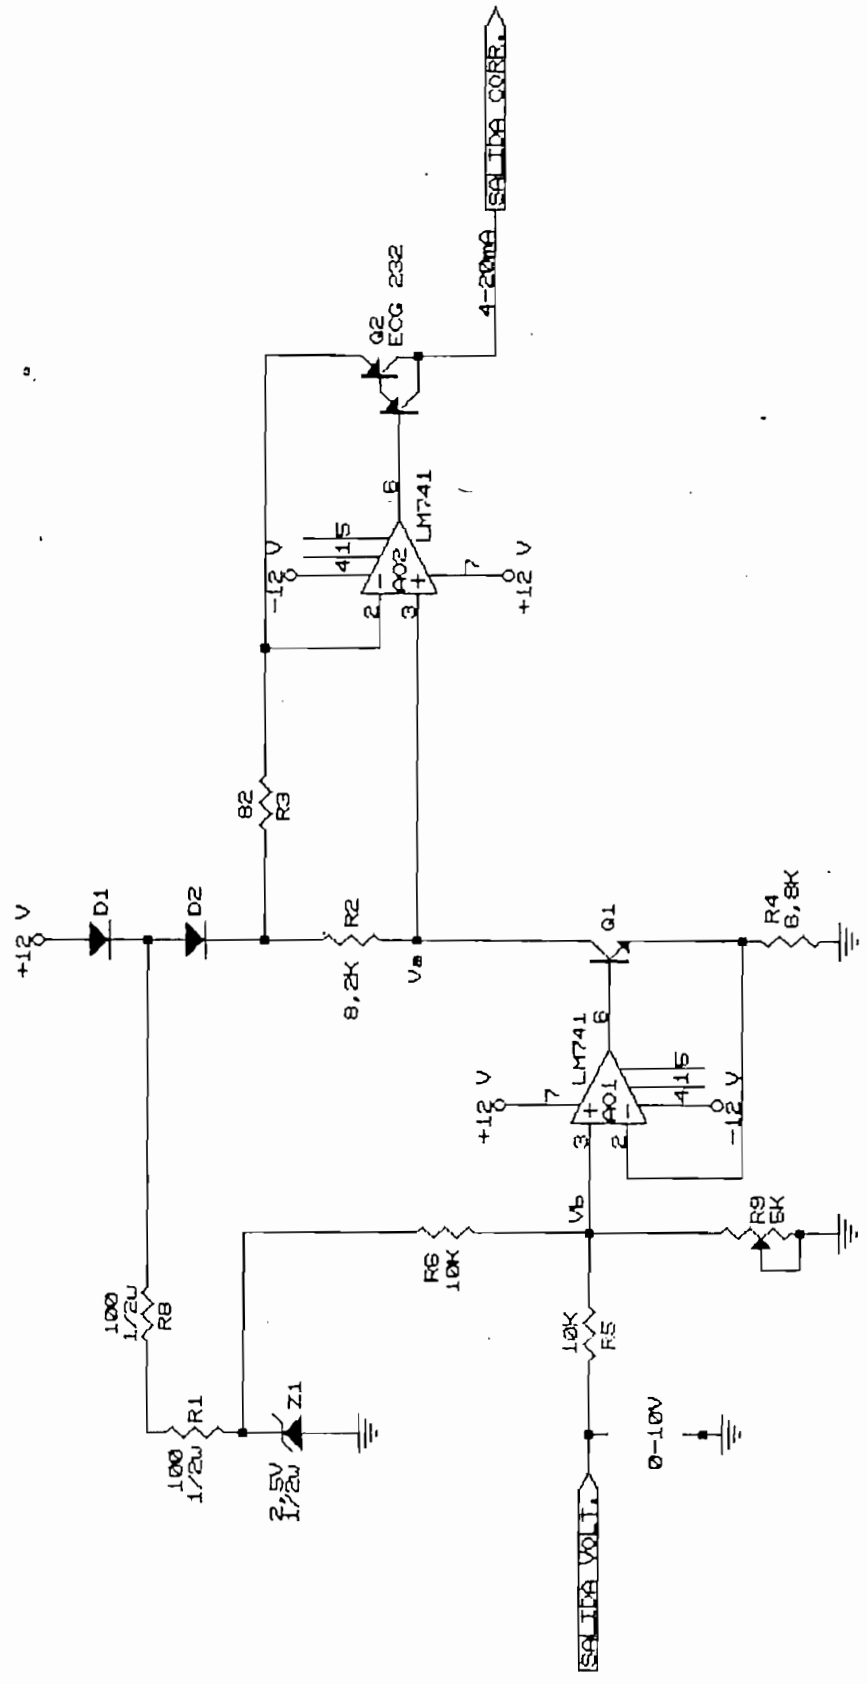 +12 V
D1
D2
100
1/2W
R8
100
1/2W
R1
2,5V
1/2W
Z1
R6
10K
8,2K
R2
Va
82
R3
-12 V
4
1
5
2
3
AO2
LM741
6
7
+12 V
Q2
ECG 232
4-20mA
SALIDA CORR.
+12 V
7
LM741
3
2
AO1
6
4
1
5
-12 V
Q1
R4
6,8K
Vb
R9
5K
10K
R5
0-10V
SALIDA VOLT.